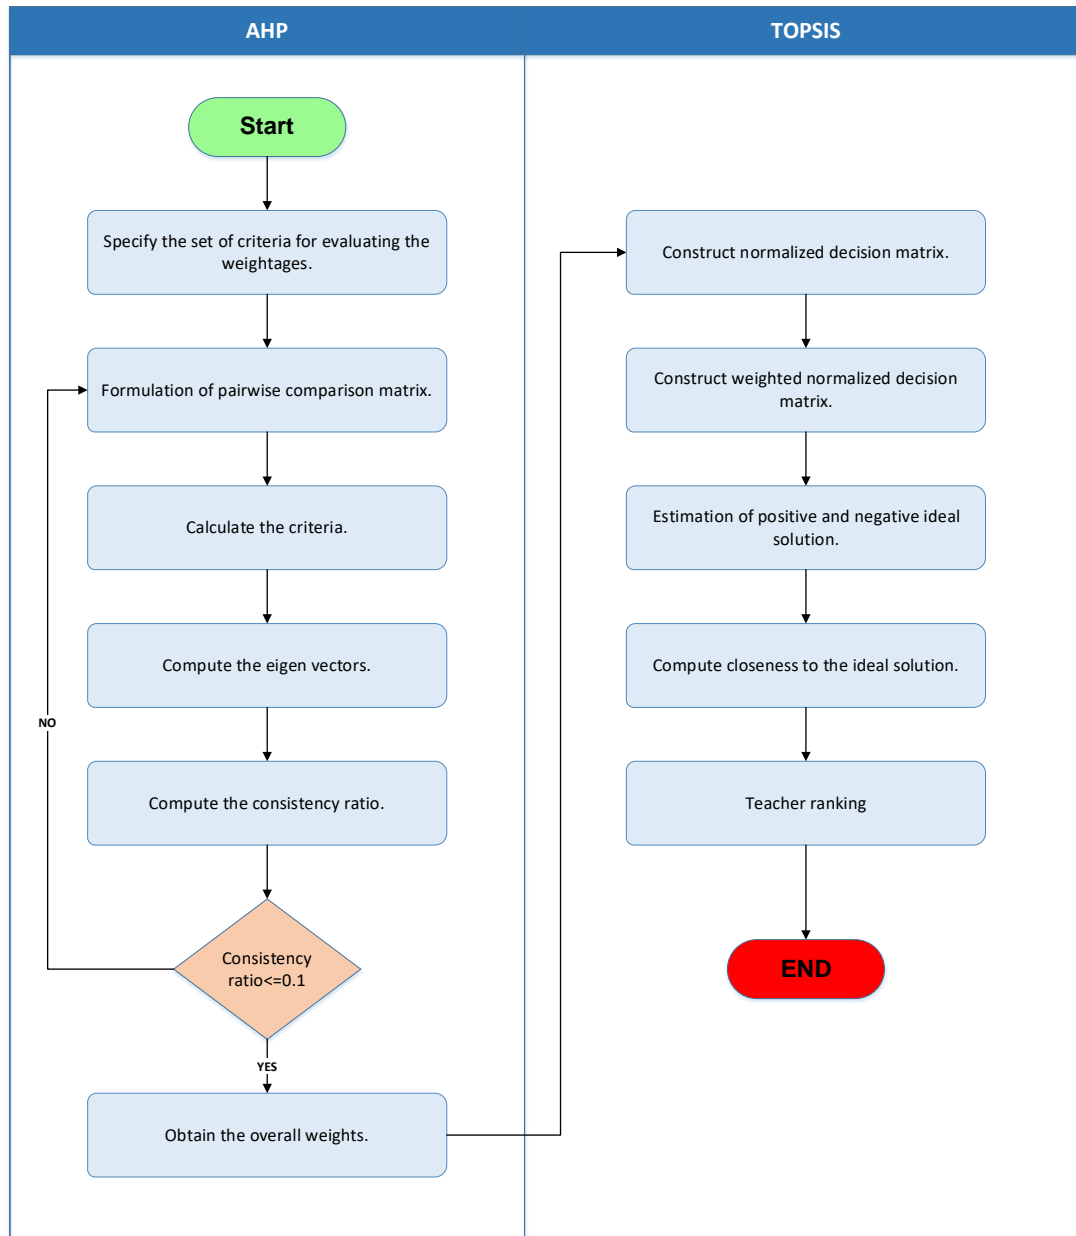 AHP
TOPSIS
Start
Specify the set of criteria for evaluating the
weightages.
Formulation of pairwise comparison matrix.
Calculate the criteria.
Compute the eigen vectors.
NO
Compute the consistency ratio.
Consistency
ratio<=0.1
YES
Obtain the overall weights.
Construct normalized decision matrix.
Construct weighted normalized decision
matrix.
Estimation of positive and negative ideal
solution.
Compute closeness to the ideal solution.
Teacher ranking
END